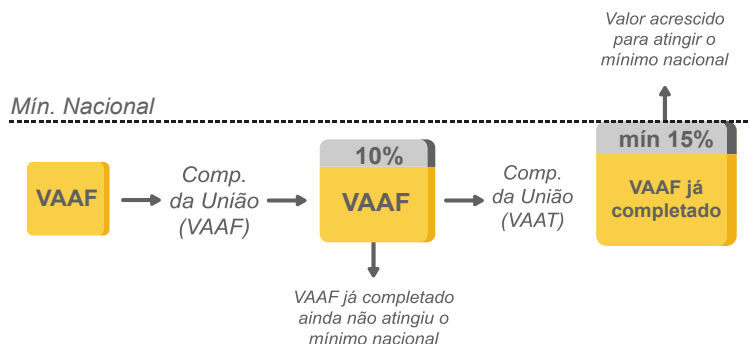 Valor acrescido
para atingir o
mínimo nacional
Mín. Nacional
VAAF
Comp.
da União
(VAAF)
10%
VAAF
VAAF já completado
ainda não atingiu o
mínimo nacional
Comp.
da União
(VAAT)
mín 15%
VAAF já
completado